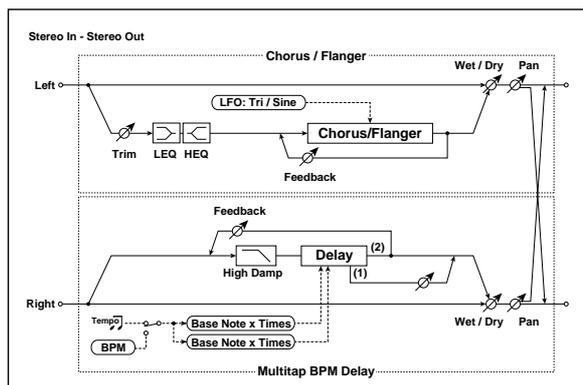 Stereo In - Stereo Out
Chorus / Flanger
Wet / Dry
Pan
Left
LFO: Tri / Sine
Chorus/Flanger
Trim
LEQ
HEQ
Feedback
Feedback
High Damp
Delay
(2)
(1)
Right
Wet / Dry
Pan
Tempo
Base Note x Times
BPM
Base Note x Times
Multitap BPM Delay